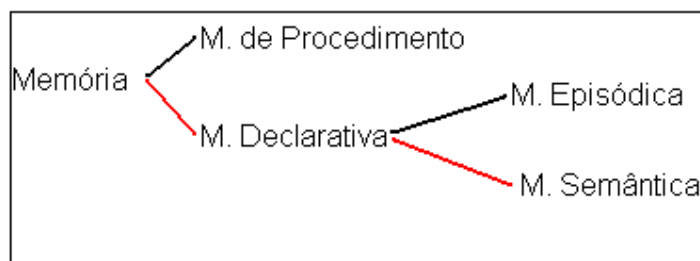 M. de Procedimento
Memória
M. Episódica
M. Declarativa
M. Semântica